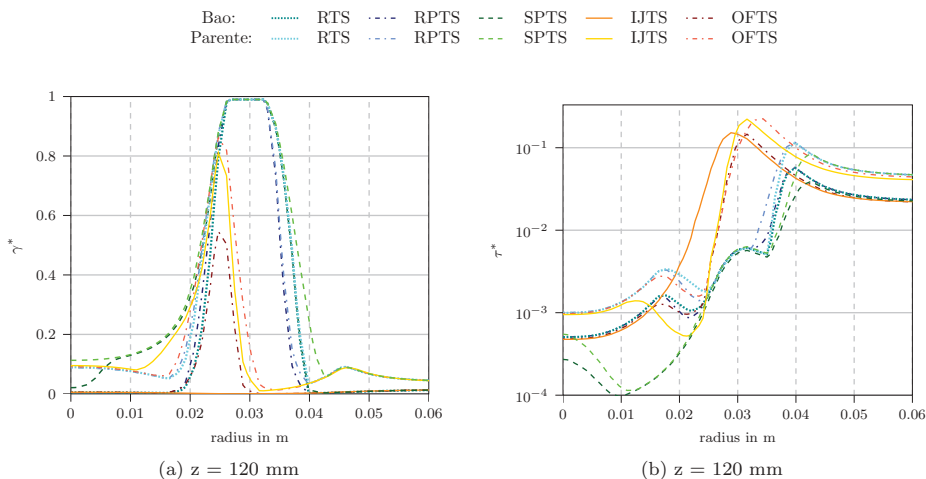 Bao: RTS RPTS SPTS IJTS OFTS
Parente: RTS RPTS SPTS IJTS OFTS
1
0.8
0.6
0.4
0.2
0
γ*
0 0.01 0.02 0.03 0.04 0.05 0.06
radius in m
(a) z = 120 mm
10⁻¹
10⁻²
10⁻³
10⁻⁴
τ*
0 0.01 0.02 0.03 0.04 0.05 0.06
radius in m
(b) z = 120 mm